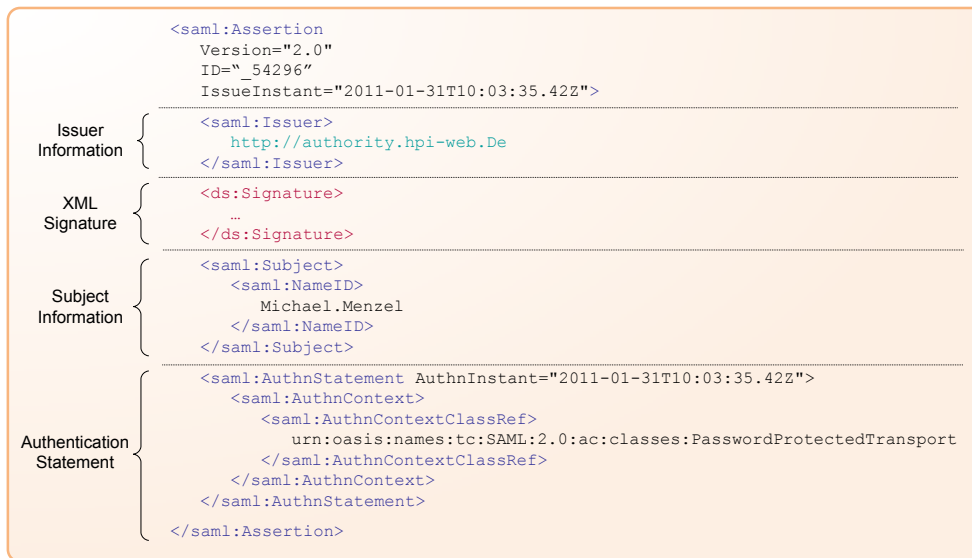 <saml:Assertion
Version="2.0"
ID=“_54296”
IssueInstant="2011-01-31T10:03:35.42Z">
Issuer
Information
<saml:Issuer>
http://authority.hpi-web.De
</saml:Issuer>
XML
Signature
<ds:Signature>
…
</ds:Signature>
Subject
Information
<saml:Subject>
<saml:NameID>
Michael.Menzel
</saml:NameID>
</saml:Subject>
Authentication
Statement
<saml:AuthnStatement AuthnInstant="2011-01-31T10:03:35.42Z">
<saml:AuthnContext>
<saml:AuthnContextClassRef>
urn:oasis:names:tc:SAML:2.0:ac:classes:PasswordProtectedTransport
</saml:AuthnContextClassRef>
</saml:AuthnContext>
</saml:AuthnStatement>
</saml:Assertion>